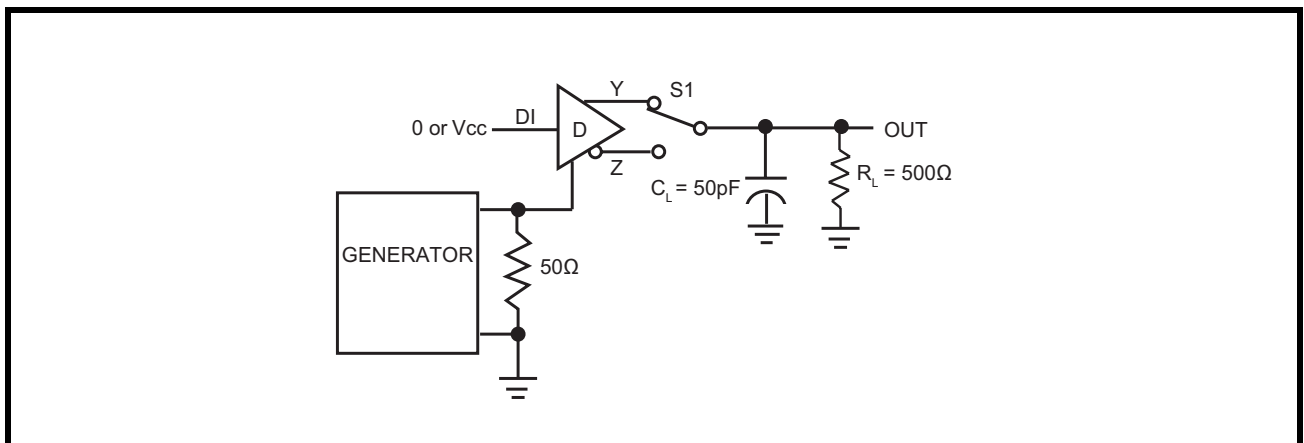 Y
S1
0 or Vcc
DI
D
OUT
Z
C_L = 50pF
R_L = 500Ω
GENERATOR
50Ω